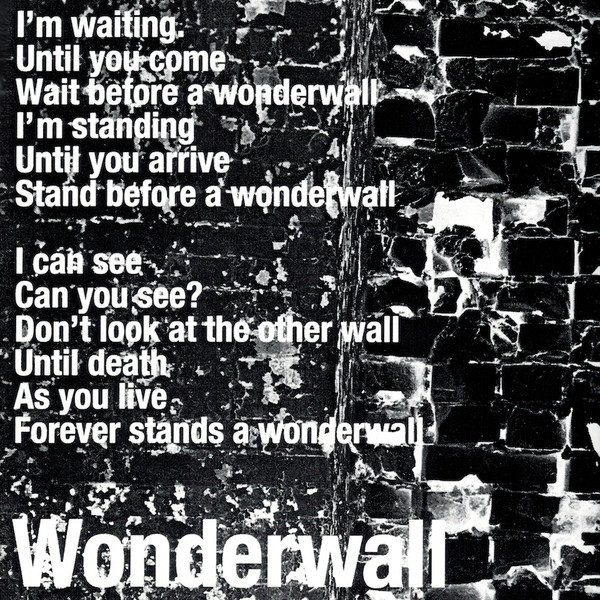 I'm waiting.
Until you come
Wait before a wonderwall
I'm standing
Until you arrive
Stand before a wonderwall
I can see
Can you see?
Don't look at the other wall
Until death
As you live
Forever stands a wonderwall
Wonderwall